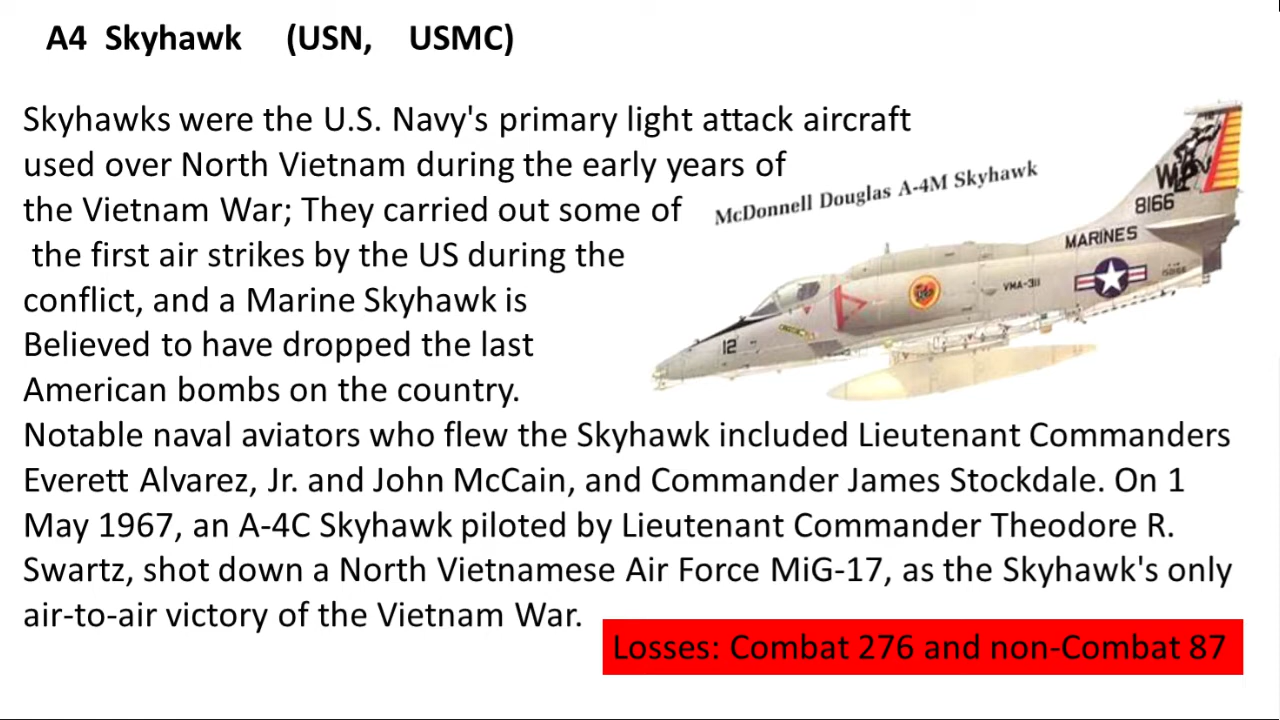 A4 Skyhawk (USN, USMC)
Skyhawks were the U.S. Navy's primary light attack aircraft
used over North Vietnam during the early years of
the Vietnam War; They carried out some of
the first air strikes by the US during the
conflict, and a Marine Skyhawk is
Believed to have dropped the last
American bombs on the country.
Notable naval aviators who flew the Skyhawk included Lieutenant Commanders
Everett Alvarez, Jr. and John McCain, and Commander James Stockdale. On 1
May 1967, an A-4C Skyhawk piloted by Lieutenant Commander Theodore R.
Swartz, shot down a North Vietnamese Air Force MiG-17, as the Skyhawk's only
air-to-air victory of the Vietnam War.
Losses: Combat 276 and non-Combat 87
McDonnell Douglas A-4M Skyhawk
8166
MARINES
VMA-311
12